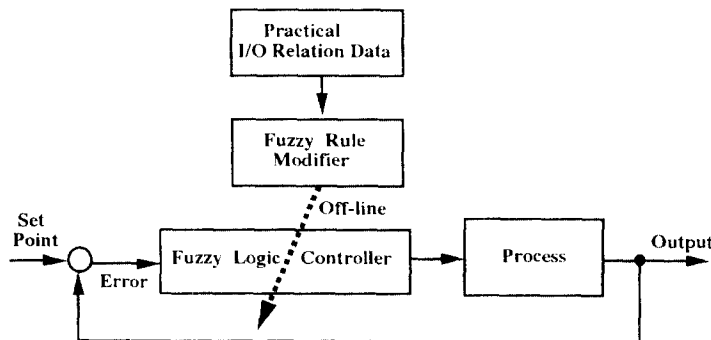 Practical
I/O Relation Data
Fuzzy Rule
Modifier
Off-line
Set
Point
Error
Fuzzy Logic Controller
Process
Output